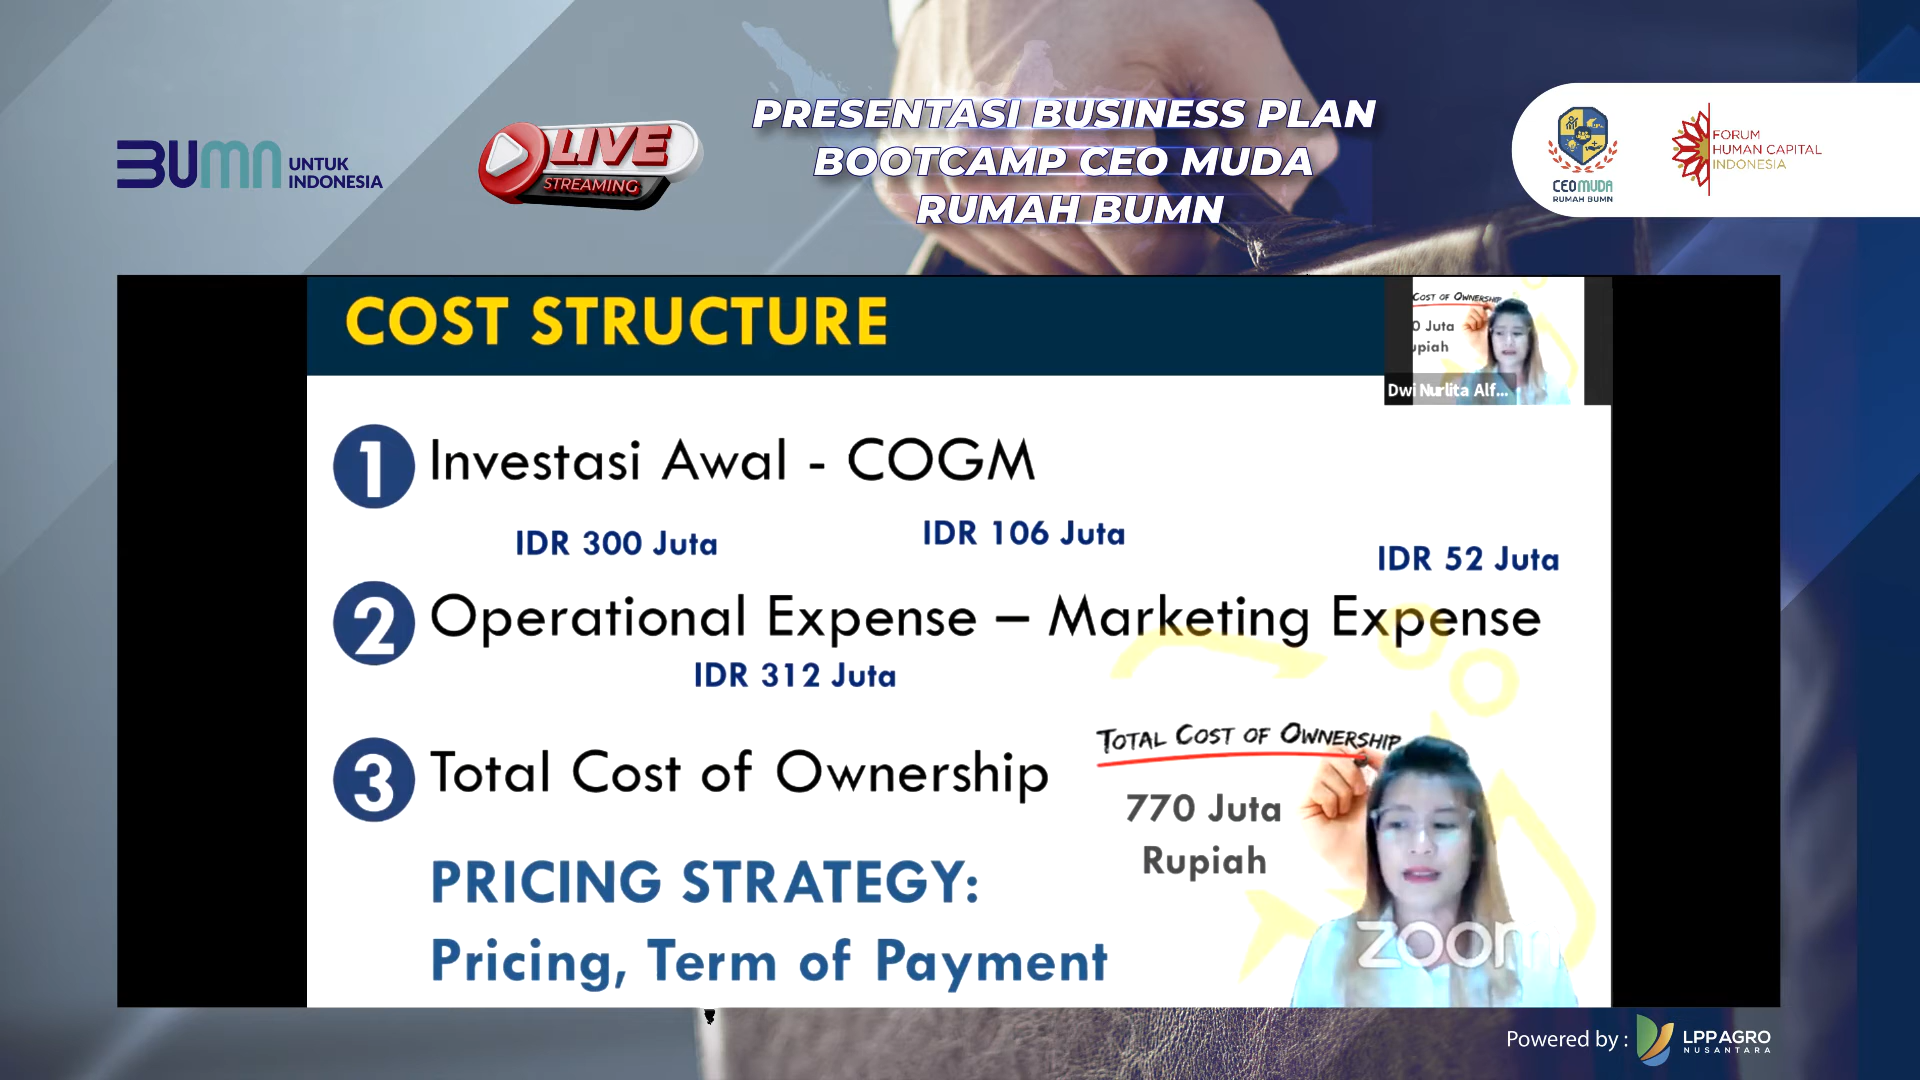 BUMN UNTUK
INDONESIA
LIVE
STREAMING
PRESENTASI BUSINESS PLAN
BOOTCAMP CEO MUDA
RUMAH BUMN
CEOMUDA
RUMAH BUMN
FORUM
HUMAN CAPITAL
INDONESIA
COST STRUCTURE
COST OF OWNERSHIP
0 Juta
upiah
Dwi Nurlita Alf...
1 Investasi Awal - COGM
IDR 300 Juta
IDR 106 Juta
IDR 52 Juta
2 Operational Expense – Marketing Expense
IDR 312 Juta
3 Total Cost of Ownership
TOTAL COST OF OWNERSHIP
770 Juta
Rupiah
PRICING STRATEGY:
Pricing, Term of Payment
zoom
Powered by :
LPP AGRO
NUSANTARA